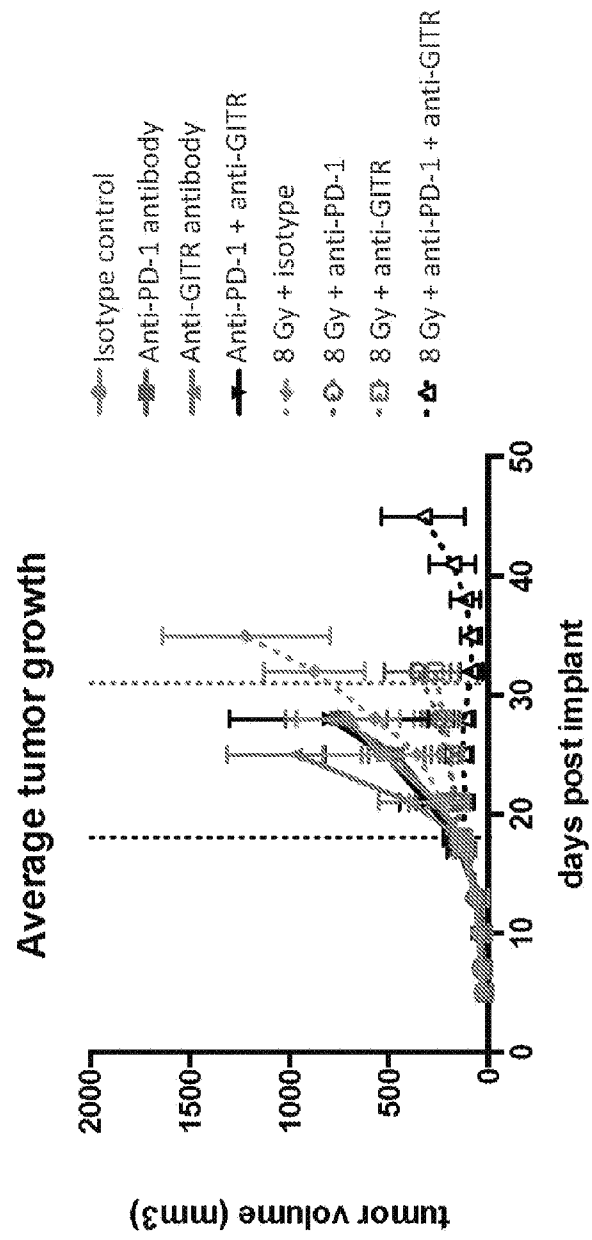 Average tumor growth
tumor volume (mm3)
2000
1500
1000
500
0
0
10
20
30
40
50
days post implant
Isotype control
Anti-PD-1 antibody
Anti-GITR antibody
Anti-PD-1 + anti-GITR
8 Gy + isotype
8 Gy + anti-PD-1
8 Gy + anti-GITR
8 Gy + anti-PD-1 + anti-GITR